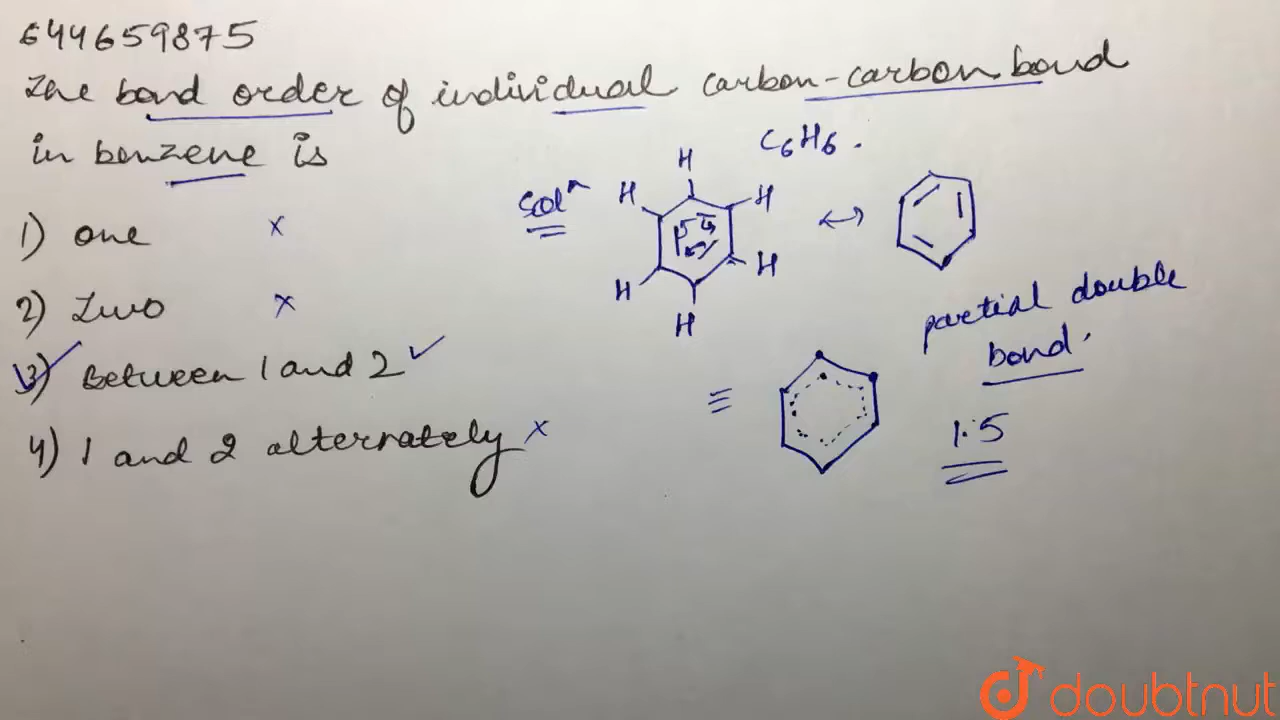 644659875
The bond order of individual carbon-carbon bond
in benzene is
C6H6.
Solⁿ
H
H H
H H
H
1) one x
2) Two x
3) Between 1 and 2 ✓
4) 1 and 2 alternately x
partial double
bond.
≡
1.5
doubtnut